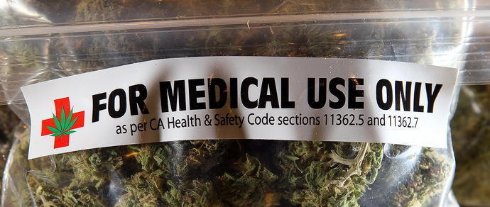 FOR MEDICAL USE ONLY
as per CA Health & Safety Code sections 11362.5 and 11362.7